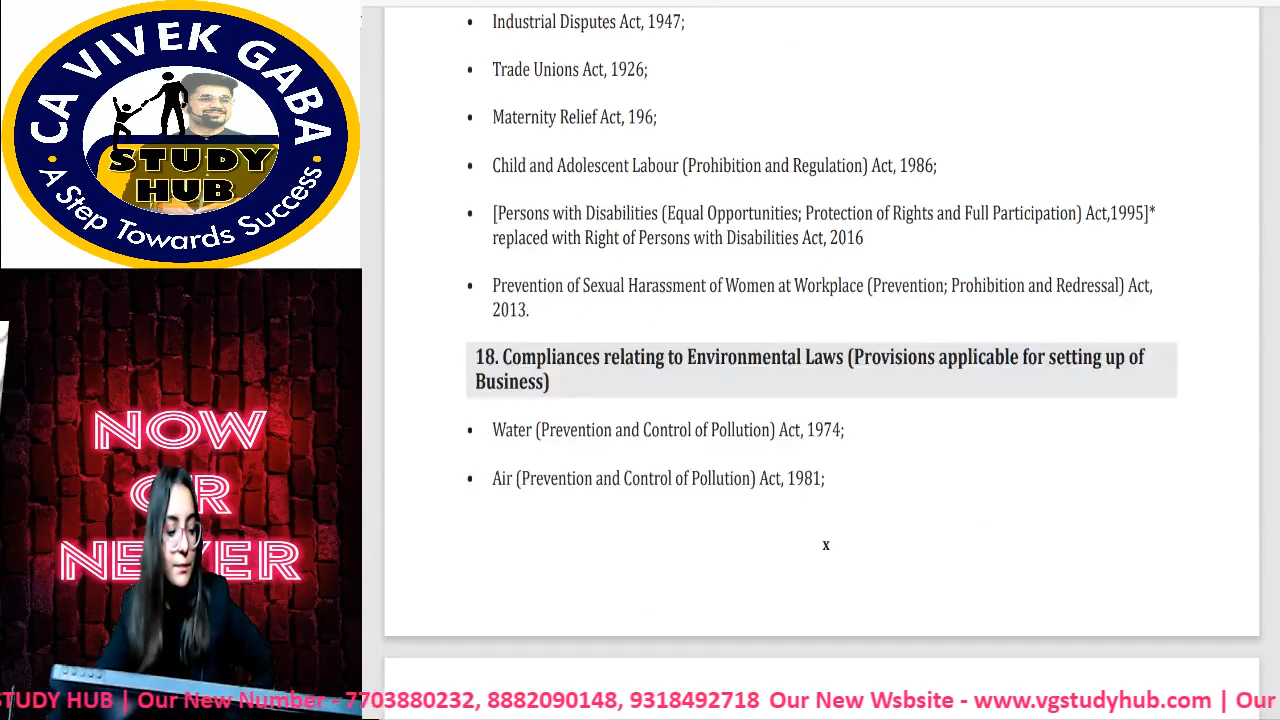 CA VIVEK GABA
STUDY
HUB
A Step Towards Success
NOW
OR
NEVER
• Industrial Disputes Act, 1947;
• Trade Unions Act, 1926;
• Maternity Relief Act, 196;
• Child and Adolescent Labour (Prohibition and Regulation) Act, 1986;
• [Persons with Disabilities (Equal Opportunities; Protection of Rights and Full Participation) Act,1995]*
replaced with Right of Persons with Disabilities Act, 2016
• Prevention of Sexual Harassment of Women at Workplace (Prevention; Prohibition and Redressal) Act,
2013.
18. Compliances relating to Environmental Laws (Provisions applicable for setting up of
Business)
• Water (Prevention and Control of Pollution) Act, 1974;
• Air (Prevention and Control of Pollution) Act, 1981;
x
STUDY HUB | Our New Number - 7703880232, 8882090148, 9318492718 Our New Wsbsite - www.vgstudyhub.com | Our